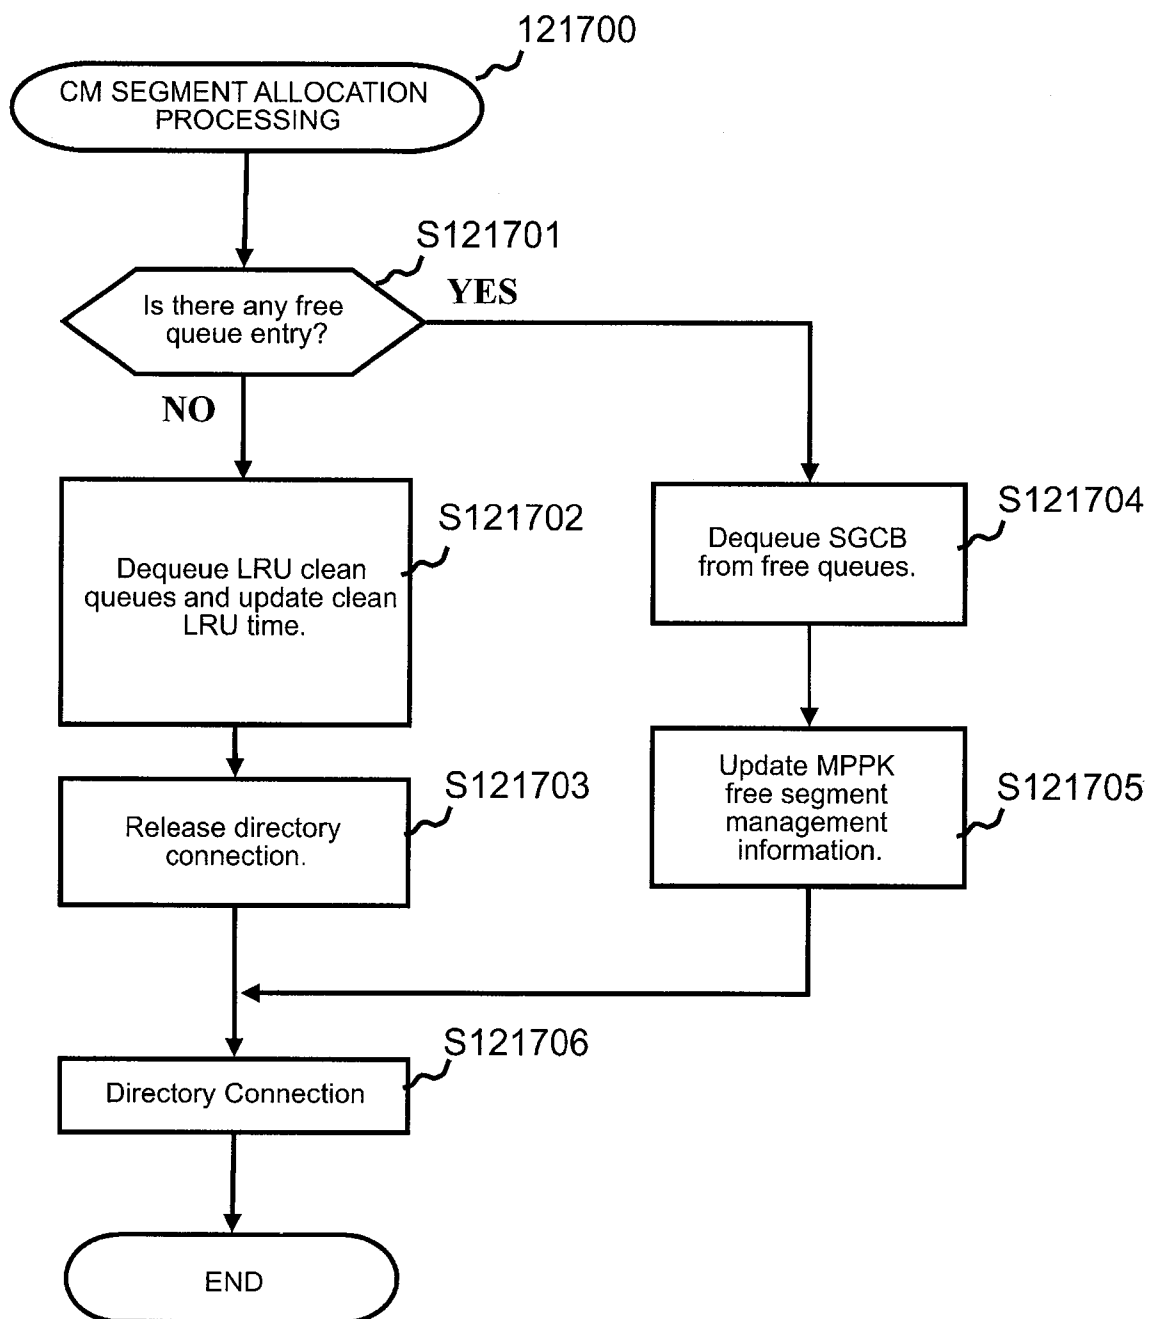 121700
CM SEGMENT ALLOCATION
PROCESSING
S121701
Is there any free
queue entry?
YES
NO
S121702
Dequeue LRU clean
queues and update clean
LRU time.
S121704
Dequeue SGCB
from free queues.
S121703
Release directory
connection.
S121705
Update MPPK
free segment
management
information.
S121706
Directory Connection
END